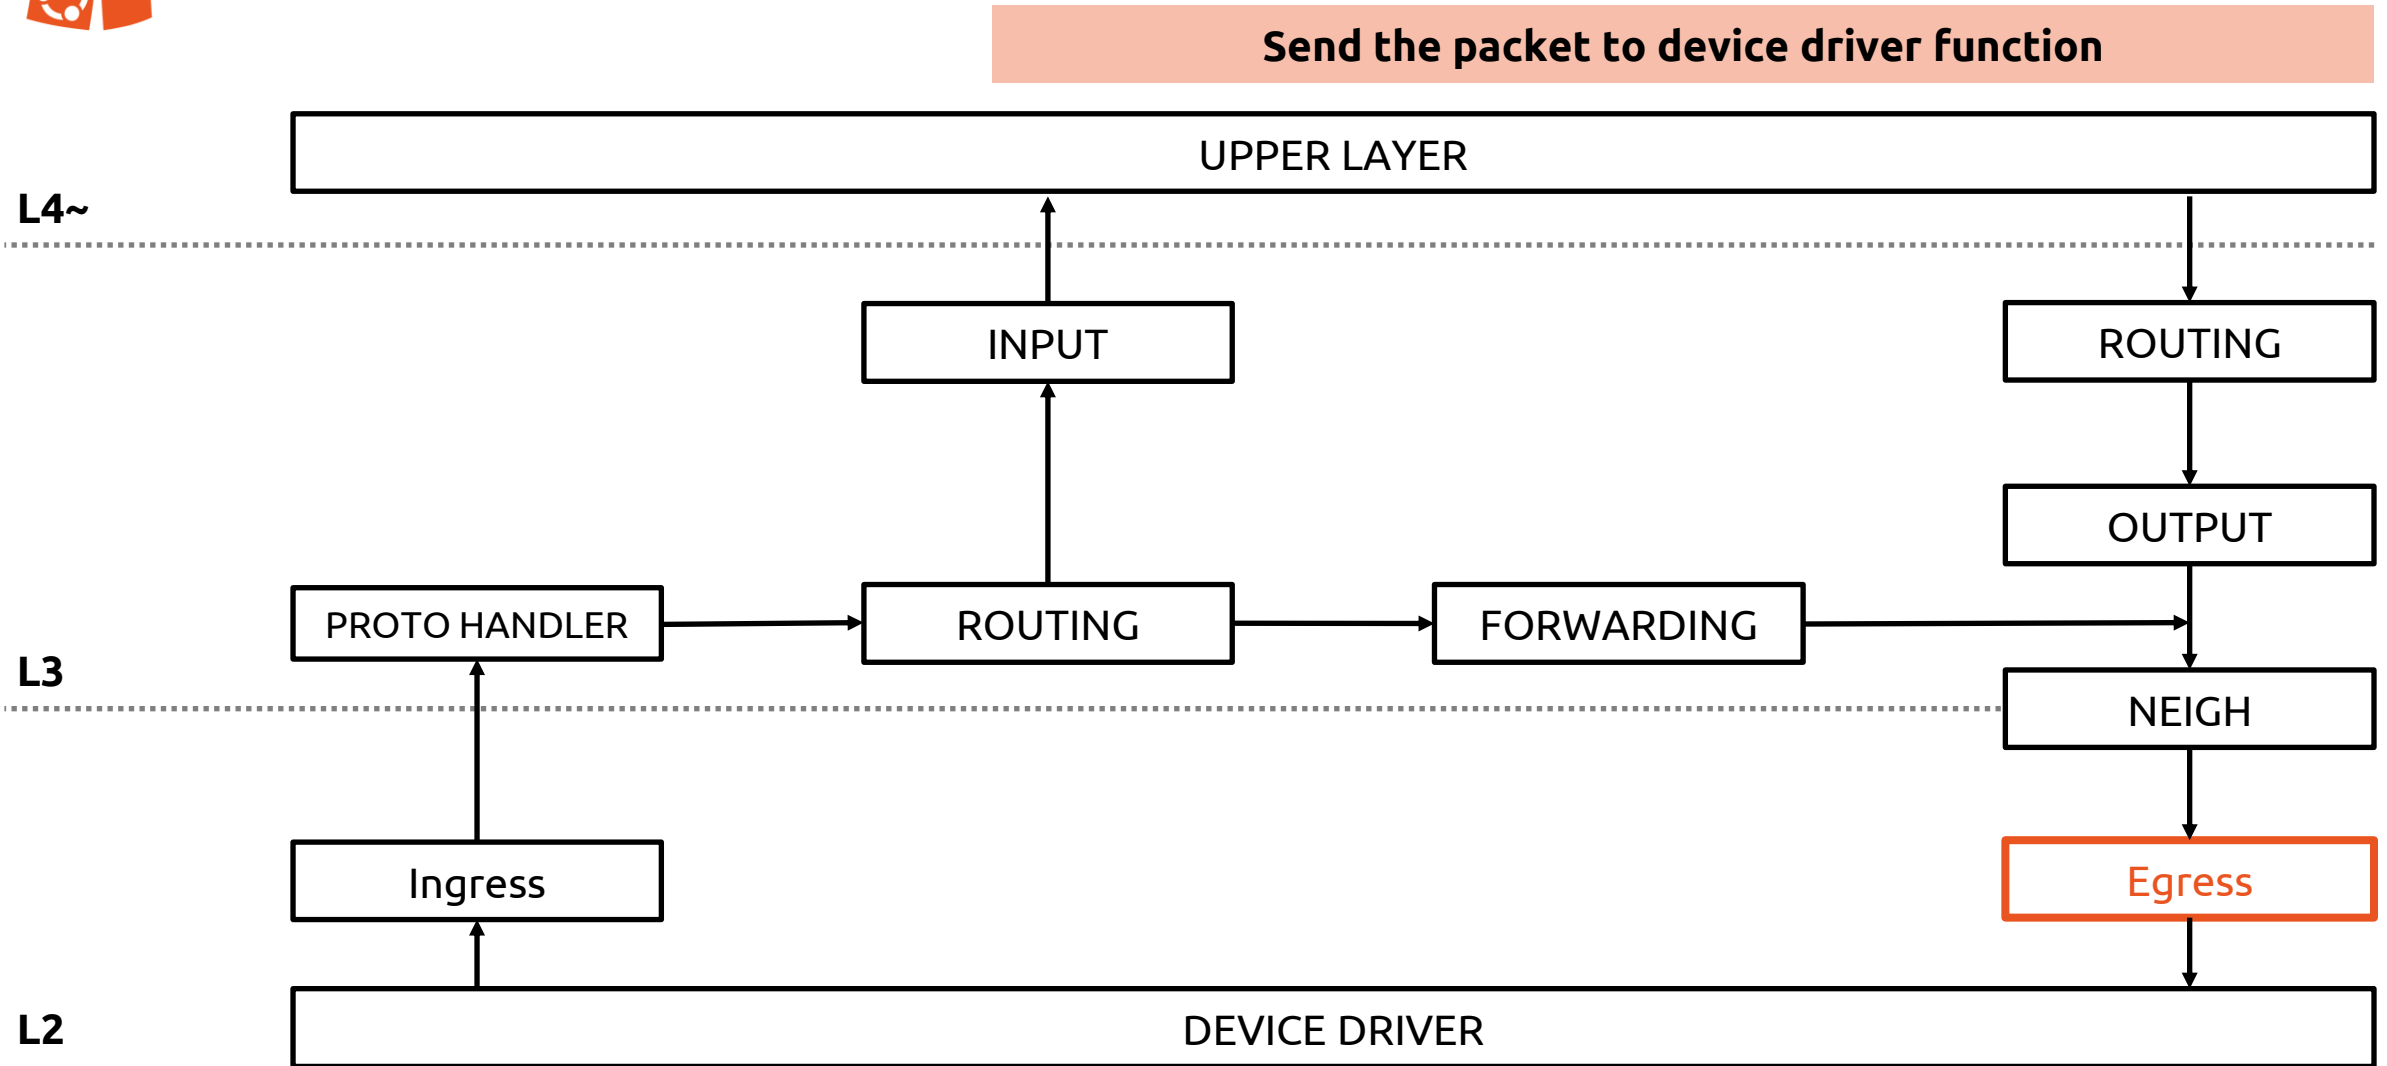 Send the packet to device driver function
UPPER LAYER
L4~
INPUT
ROUTING
OUTPUT
PROTO HANDLER
ROUTING
FORWARDING
L3
NEIGH
Ingress
Egress
L2
DEVICE DRIVER